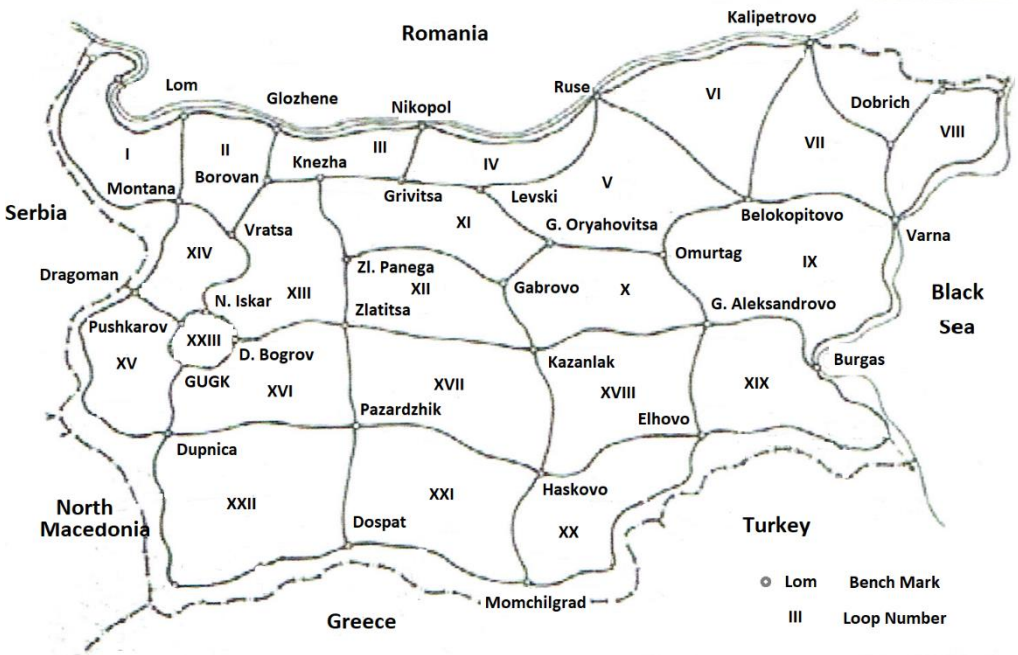 Kalipetrovo
Romania
Ruse
VI
Dobrich
Lom
Glozhene
Nikopol
VIII
VII
III
II
I
Knezha
IV
V
Borovan
Montana
Grivitsa
Levski
Belokopitovo
Serbia
XI
G. Oryahovitsa
Vratsa
Varna
XIV
Omurtag
IX
Zl. Panega
Dragoman
XII
Gabrovo
X
Black
Sea
XIII
N. Iskar
Zlatitsa
G. Aleksandrovo
Pushkarov
XXIII
D. Bogrov
Kazanlak
Burgas
XV
GUGK
XVI
XVII
XVIII
XIX
Pazardzhik
Elhovo
Dupnica
Haskovo
XXII
XXI
North
Macedonia
Dospat
XX
Turkey
Momchilgrad
Greece
Lom Bench Mark
III Loop Number